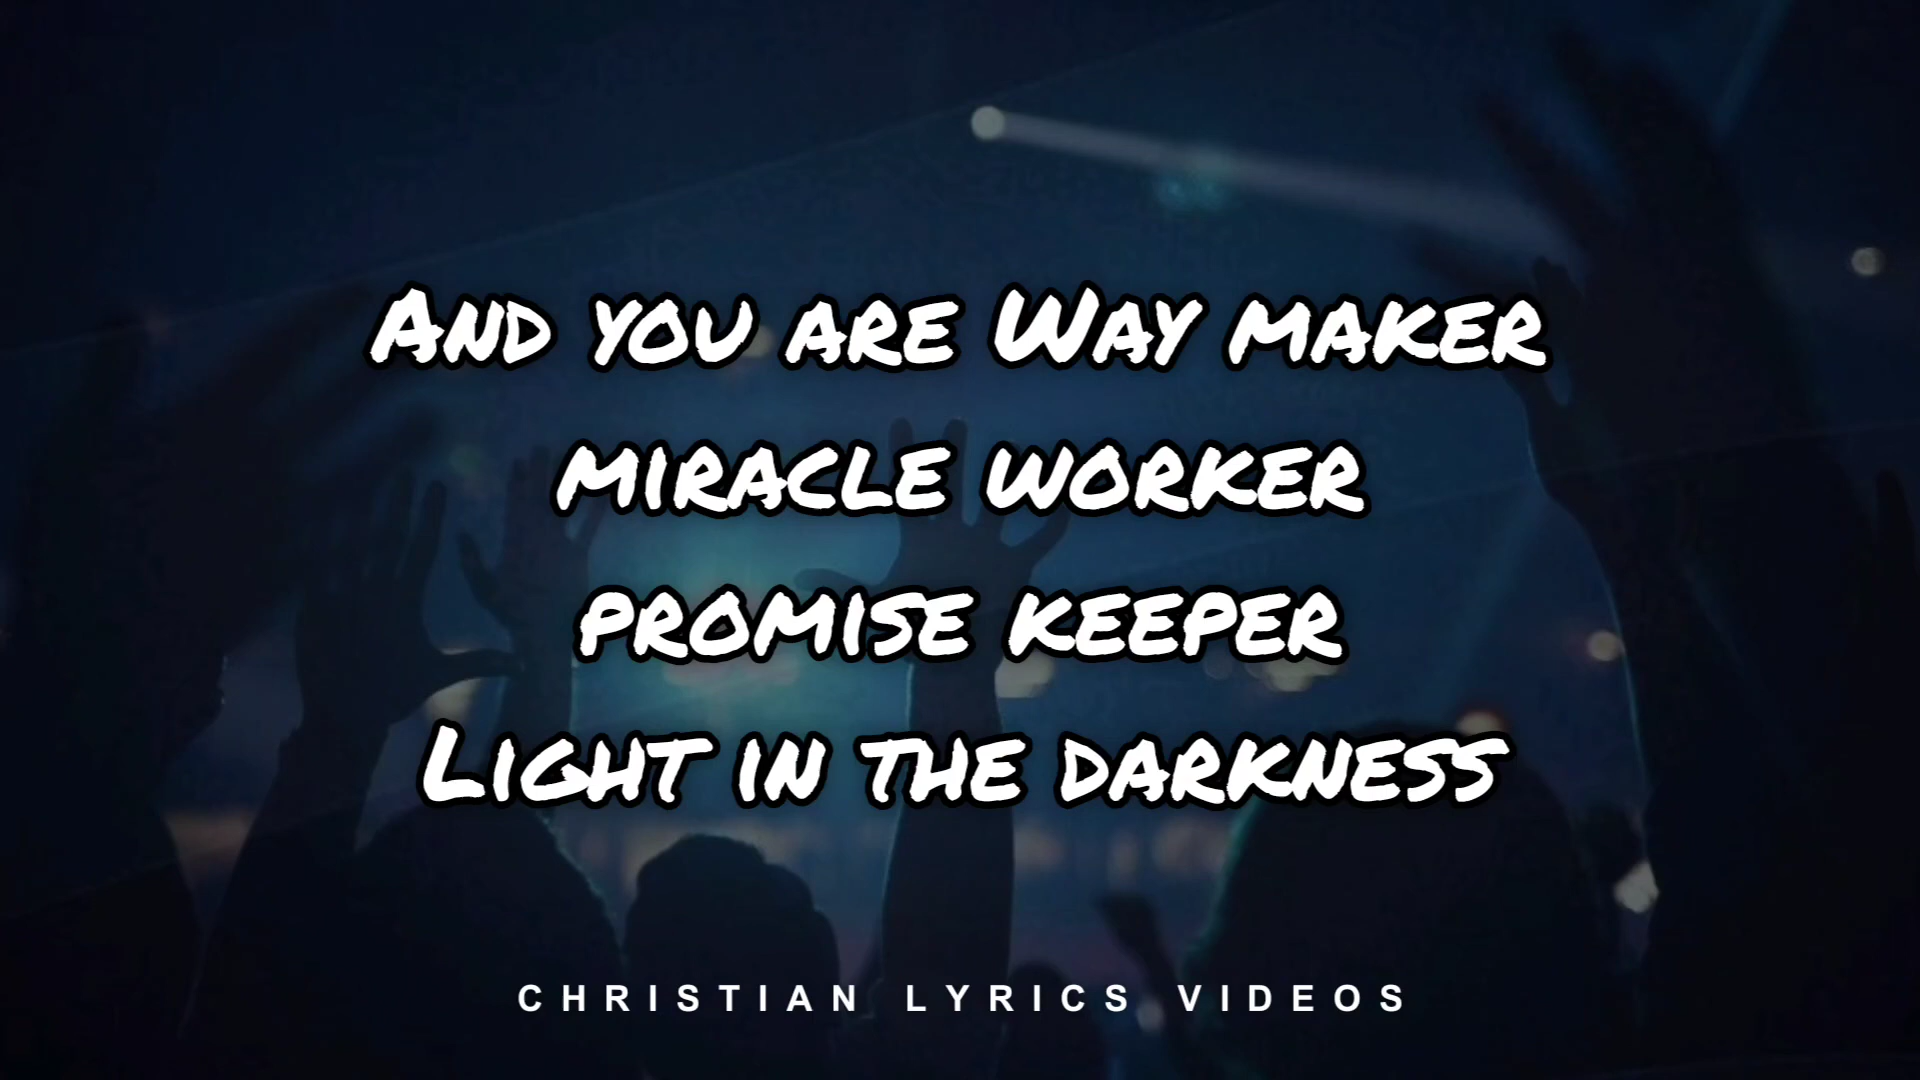 And you are Way maker
miracle worker
promise keeper
Light in the darkness
CHRISTIAN LYRICS VIDEOS